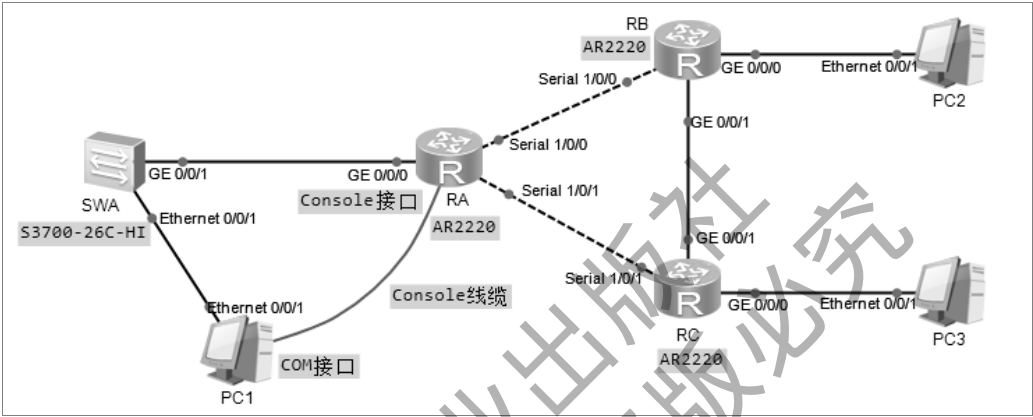 RB
AR2220
GE 0/0/0
Ethernet 0/0/1
PC2
Serial 1/0/0
GE 0/0/1
Serial 1/0/0
GE 0/0/1
GE 0/0/0
SWA
Console接口
RA
Serial 1/0/1
Ethernet 0/0/1
S3700-26C-HI
AR2220
GE 0/0/1
Serial 1/0/1
Console线缆
Ethernet 0/0/1
GE 0/0/0
Ethernet 0/0/1
RC
PC3
AR2220
COM接口
PC1
业出版社
版必究